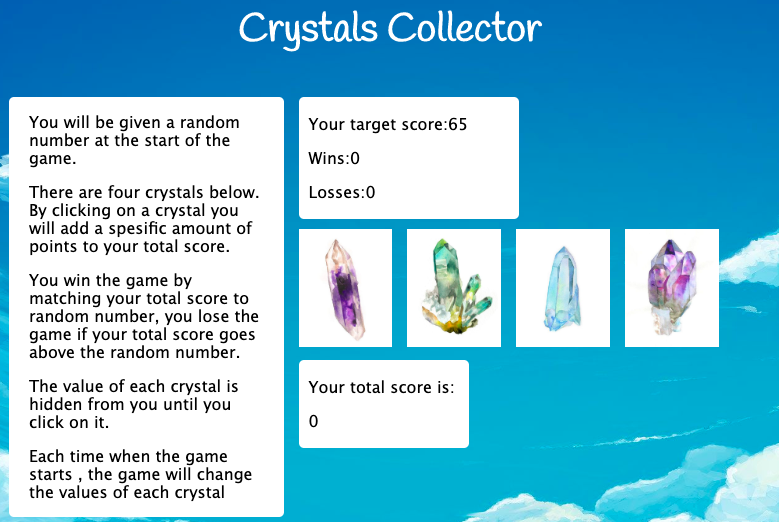 Crystals Collector
You will be given a random
number at the start of the
game.
There are four crystals below.
By clicking on a crystal you
will add a spesific amount of
points to your total score.
You win the game by
matching your total score to
random number, you lose the
game if your total score goes
above the random number.
The value of each crystal is
hidden from you until you
click on it.
Each time when the game
starts , the game will change
the values of each crystal
Your target score:65
Wins:0
Losses:0
Your total score is:
0